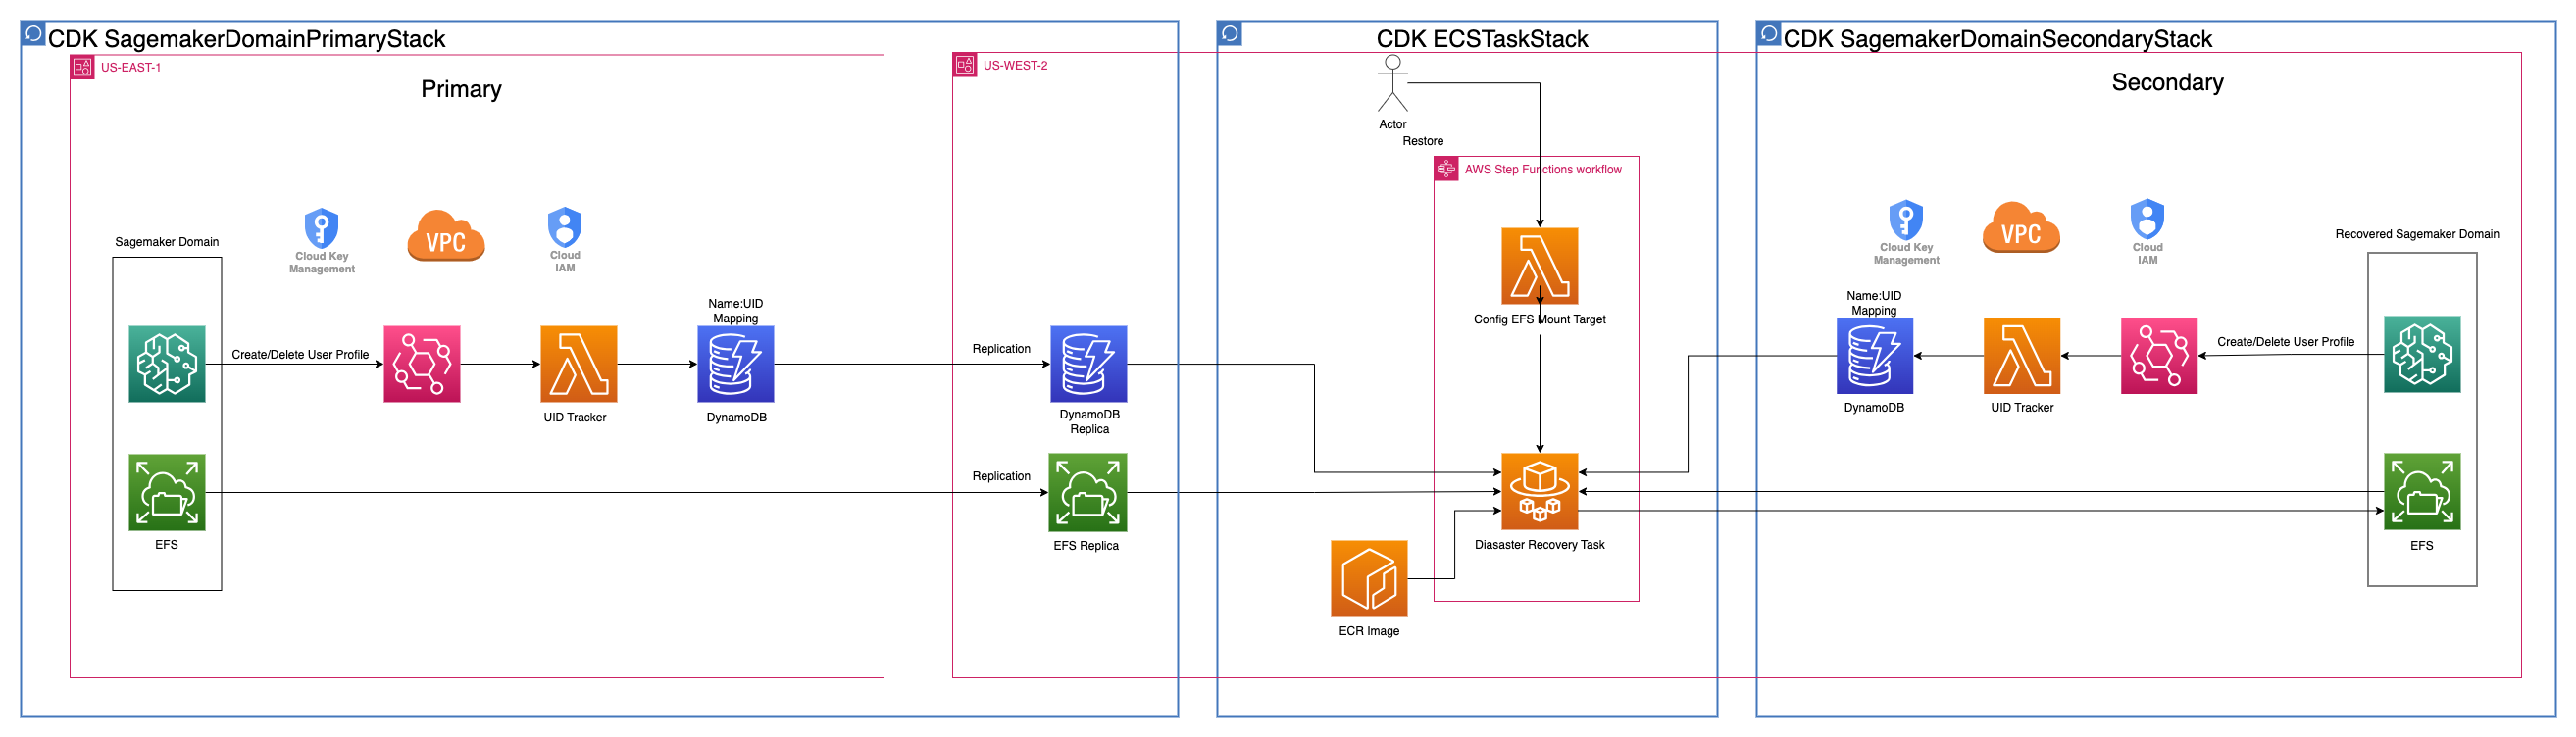 CDK SagemakerDomainPrimaryStack
US-EAST-1
Primary
Sagemaker Domain
Cloud Key
Management
VPC
Cloud
IAM
Create/Delete User Profile
UID Tracker
Name:UID
Mapping
DynamoDB
EFS
US-WEST-2
Replication
DynamoDB
Replica
Replication
EFS Replica
CDK ECSTaskStack
Actor
Restore
AWS Step Functions workflow
Config EFS Mount Target
Diasaster Recovery Task
ECR Image
CDK SagemakerDomainSecondaryStack
Secondary
Cloud Key
Management
VPC
Cloud
IAM
Recovered Sagemaker Domain
Name:UID
Mapping
DynamoDB
UID Tracker
Create/Delete User Profile
EFS